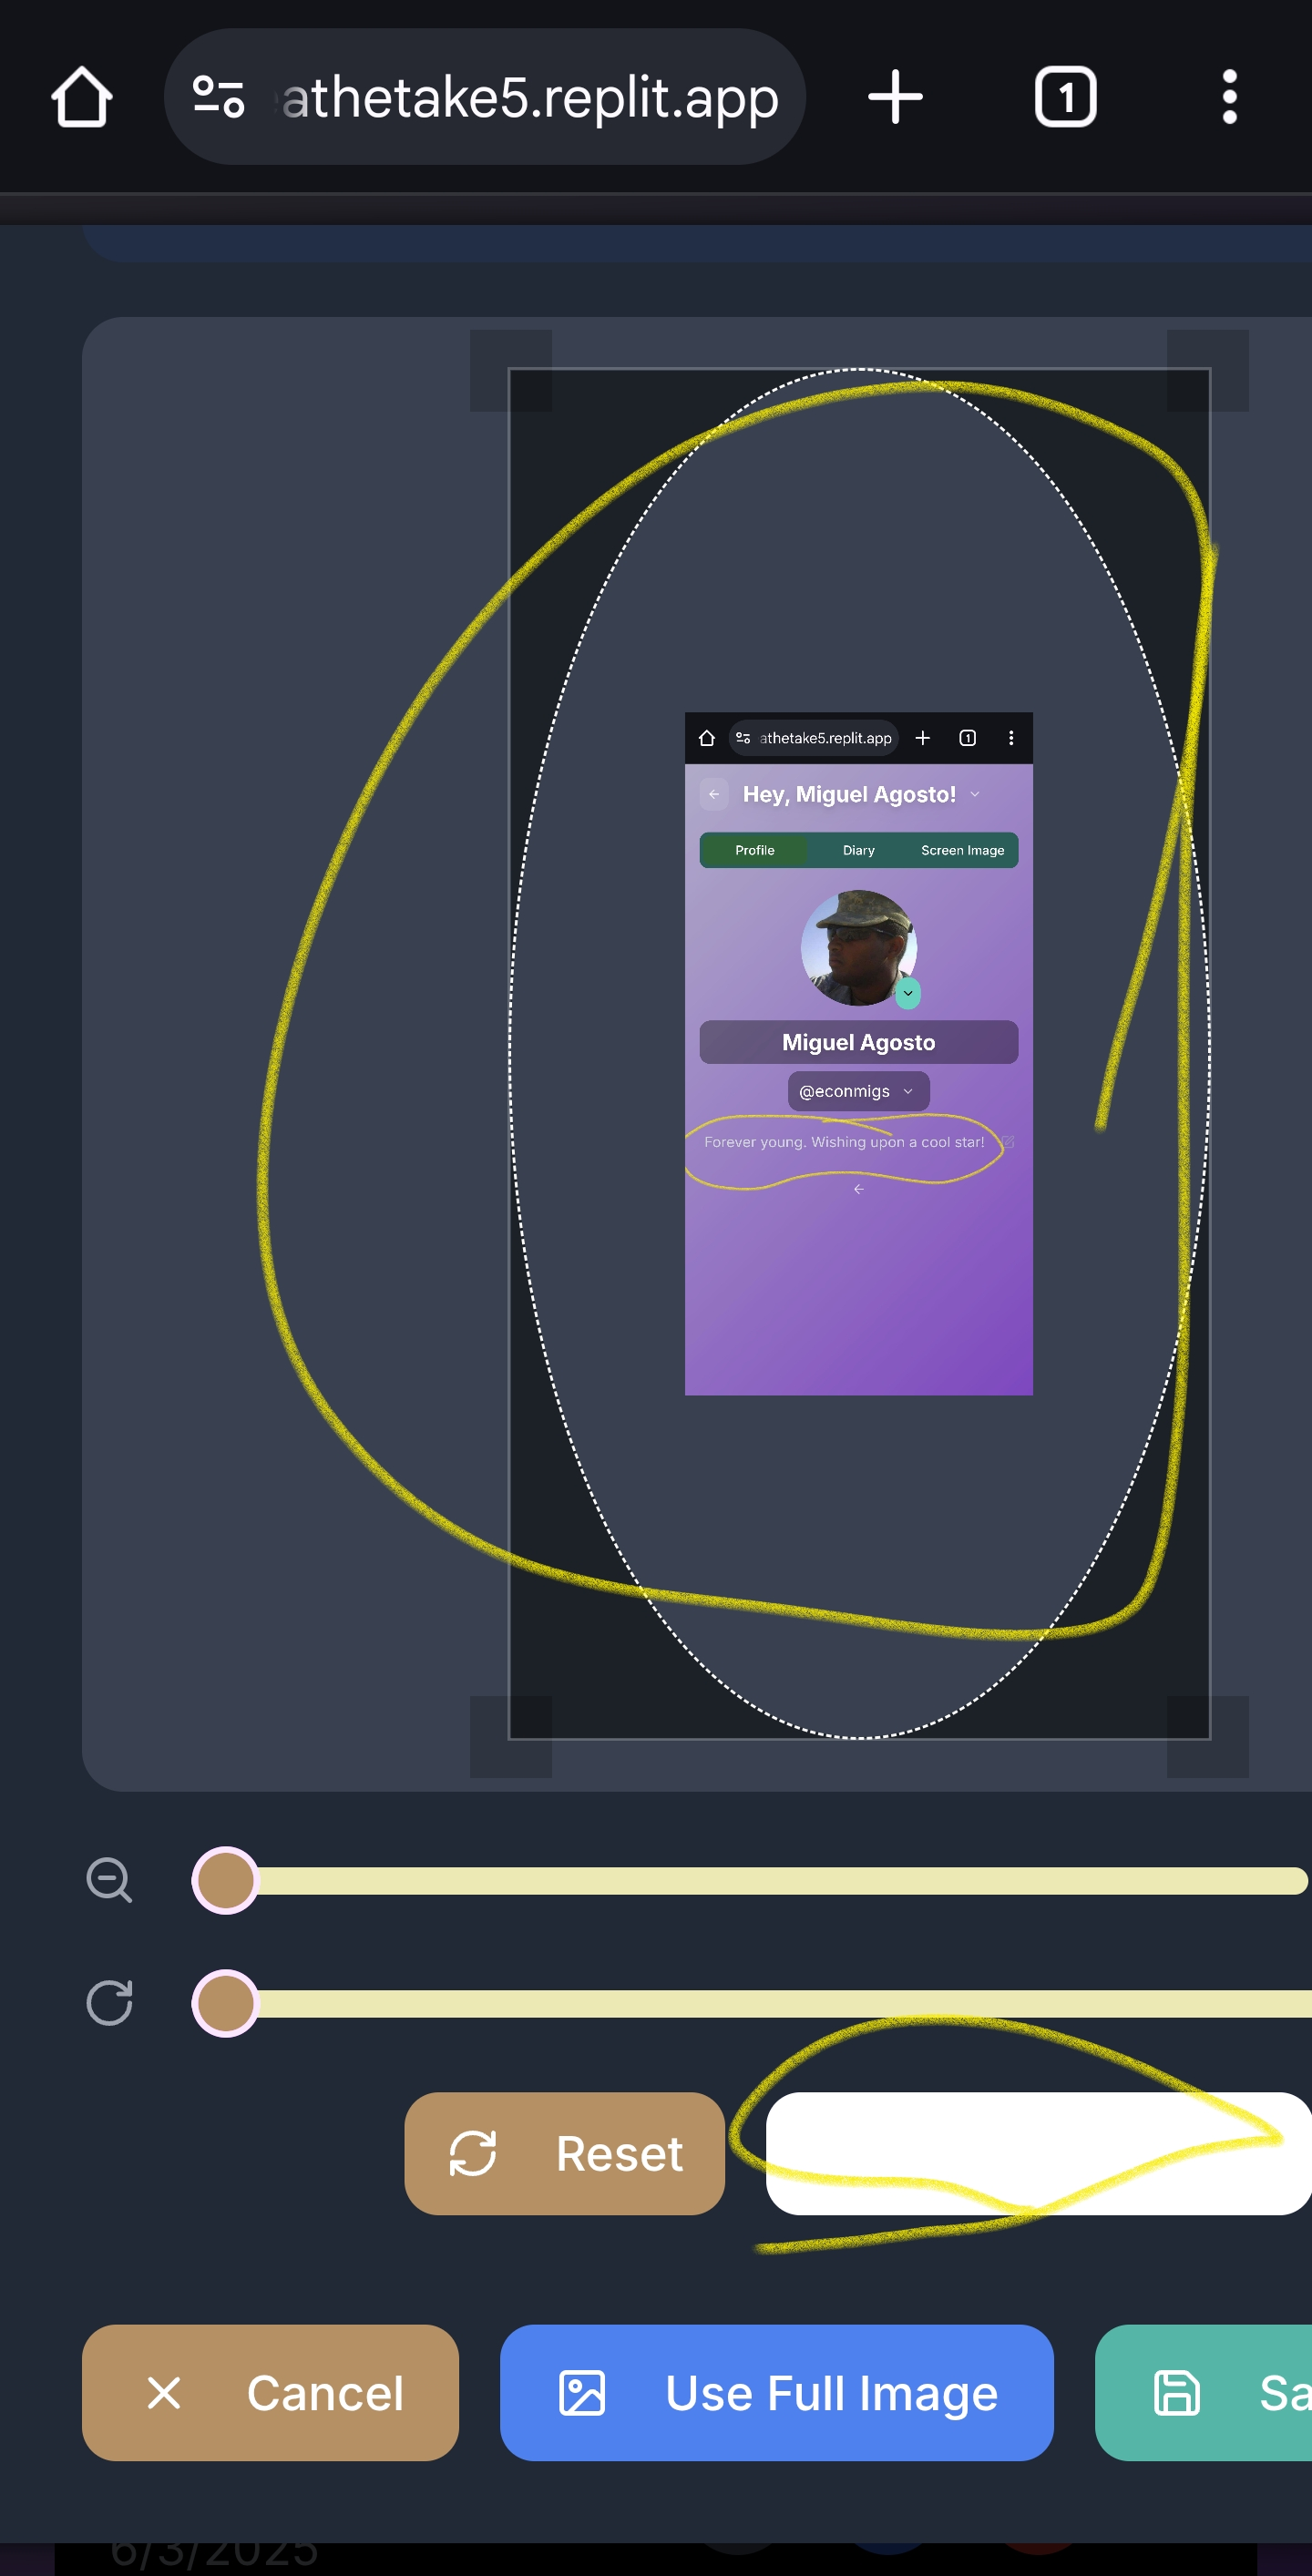 athetake5.replit.app
1
athetake5.replit.app
1
Hey, Miguel Agosto!
Profile Diary Screen Image
Miguel Agosto
@econmigs
Forever young. Wishing upon a cool star!
Reset
Cancel Use Full Image Sa
6/3/2025